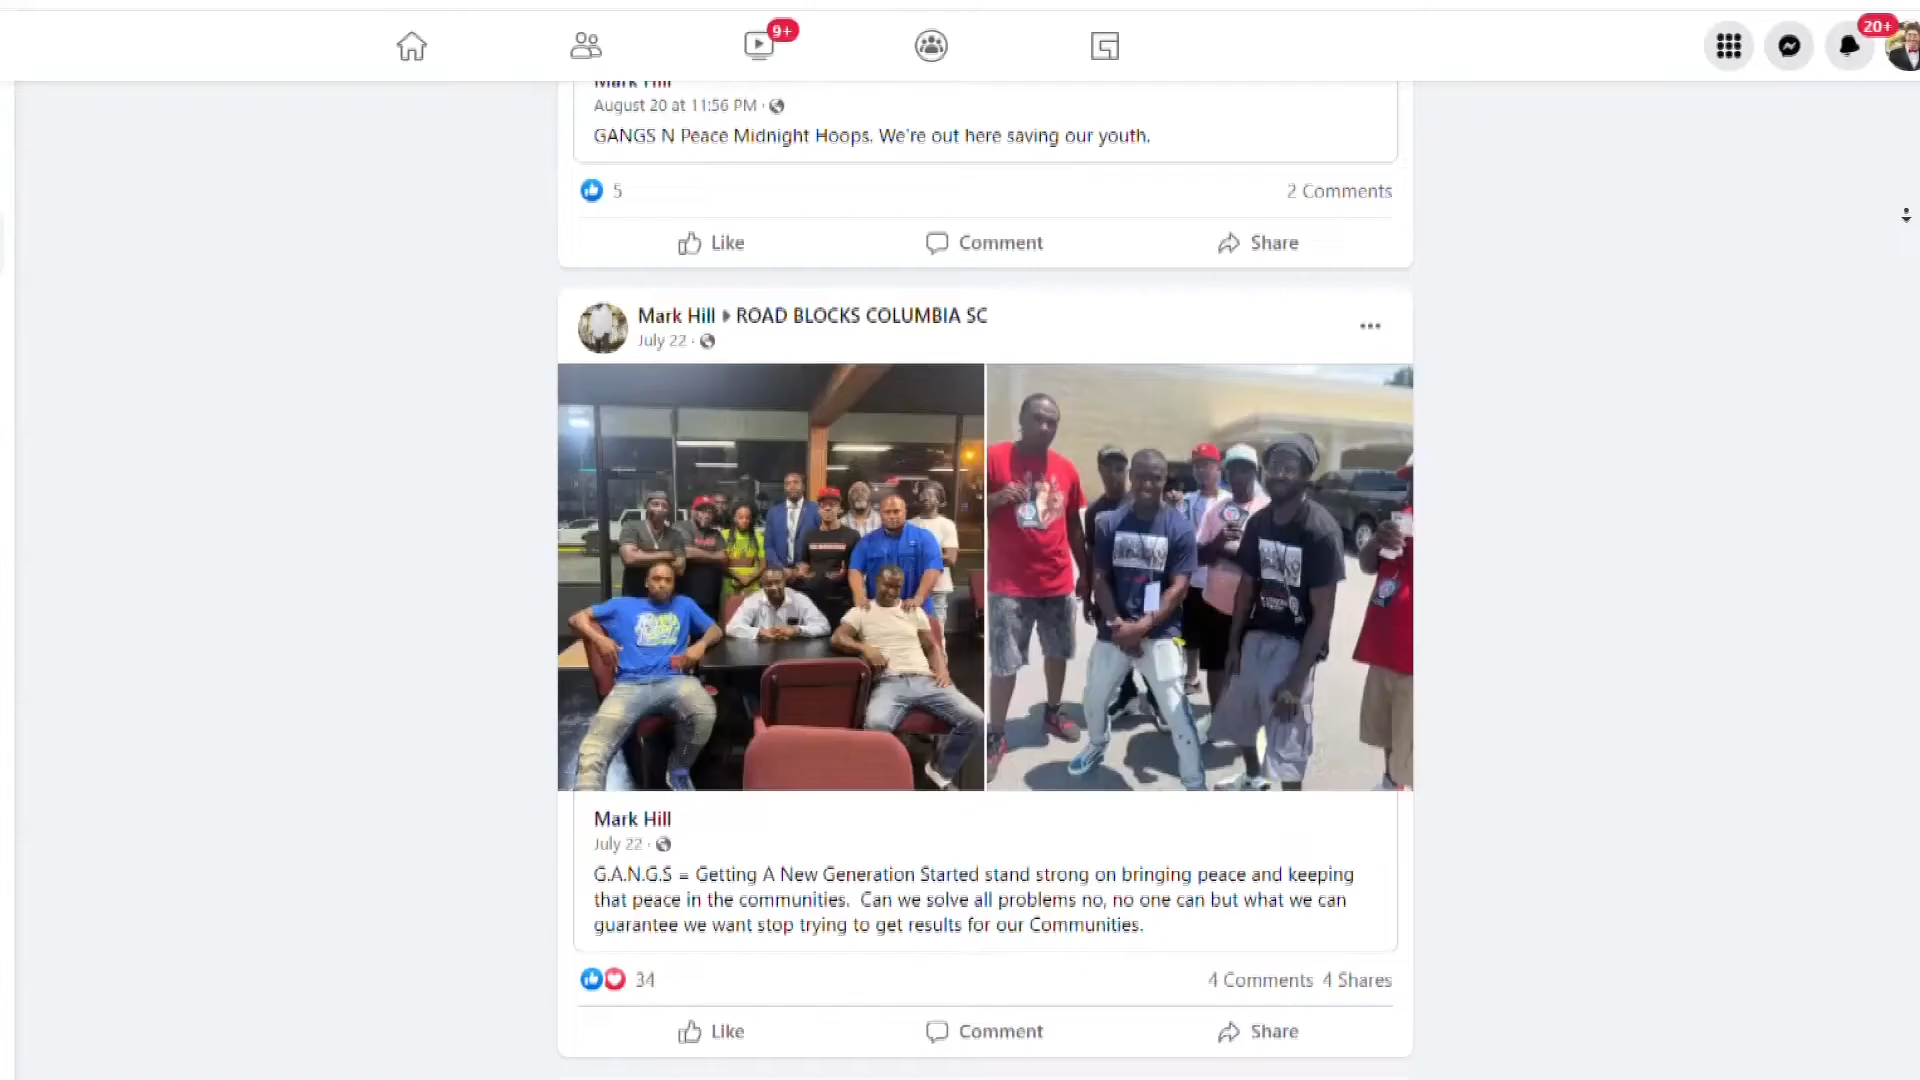 9+
20+
Mark Hill
August 20 at 11:56 PM ·
GANGS N Peace Midnight Hoops. We're out here saving our youth.
5
2 Comments
Like
Comment
Share
Mark Hill ROAD BLOCKS COLUMBIA SC
July 22 ·
Mark Hill
July 22 ·
G.A.N.G.S = Getting A New Generation Started stand strong on bringing peace and keeping
that peace in the communities. Can we solve all problems no, no one can but what we can
guarantee we want stop trying to get results for our Communities.
34
4 Comments 4 Shares
Like
Comment
Share